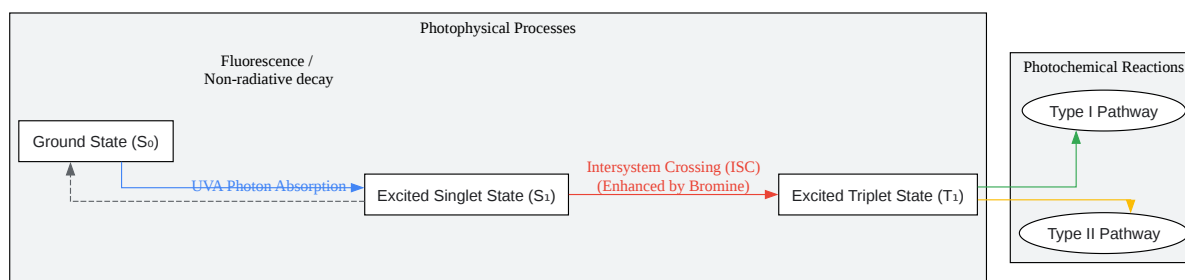 Photophysical Processes
Fluorescence /
Non-radiative decay
Ground State (S₀)
UVA Photon Absorption
Excited Singlet State (S₁)
Intersystem Crossing (ISC)
(Enhanced by Bromine)
Excited Triplet State (T₁)
Photochemical Reactions
Type I Pathway
Type II Pathway